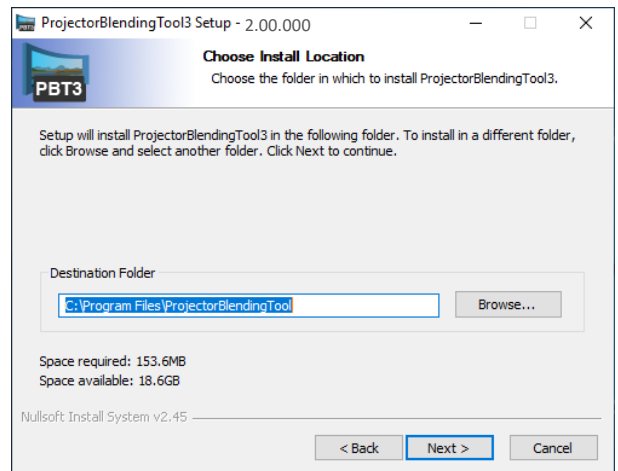 ProjectorBlendingTool3 Setup - 2.00.000
PBT3
Choose Install Location
Choose the folder in which to install ProjectorBlendingTool3.
Setup will install ProjectorBlendingTool3 in the following folder. To install in a different folder,
click Browse and select another folder. Click Next to continue.
Destination Folder
C:\Program Files\ProjectorBlendingTool
Browse...
Space required: 153.6MB
Space available: 18.6GB
Nullsoft Install System v2.45
< Back
Next >
Cancel